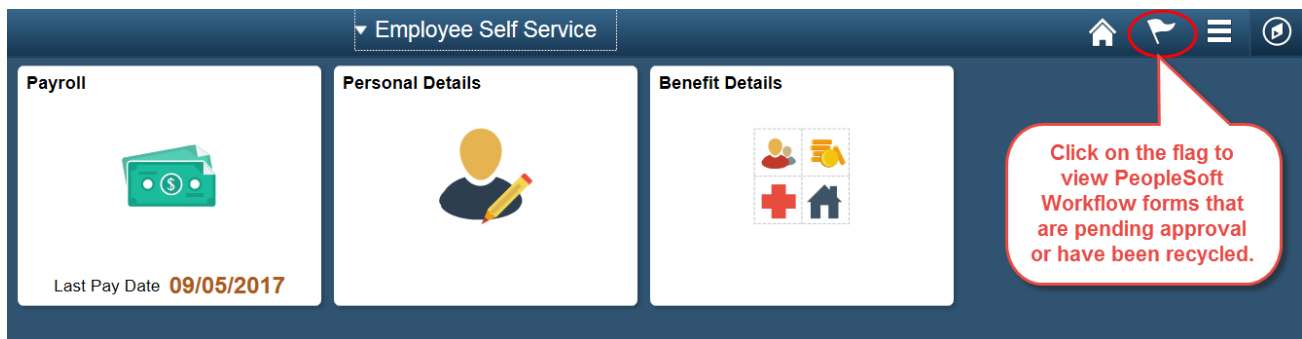 Employee Self Service
Payroll
Personal Details
Benefit Details
Last Pay Date 09/05/2017
Click on the flag to
view PeopleSoft
Workflow forms that
are pending approval
or have been recycled.